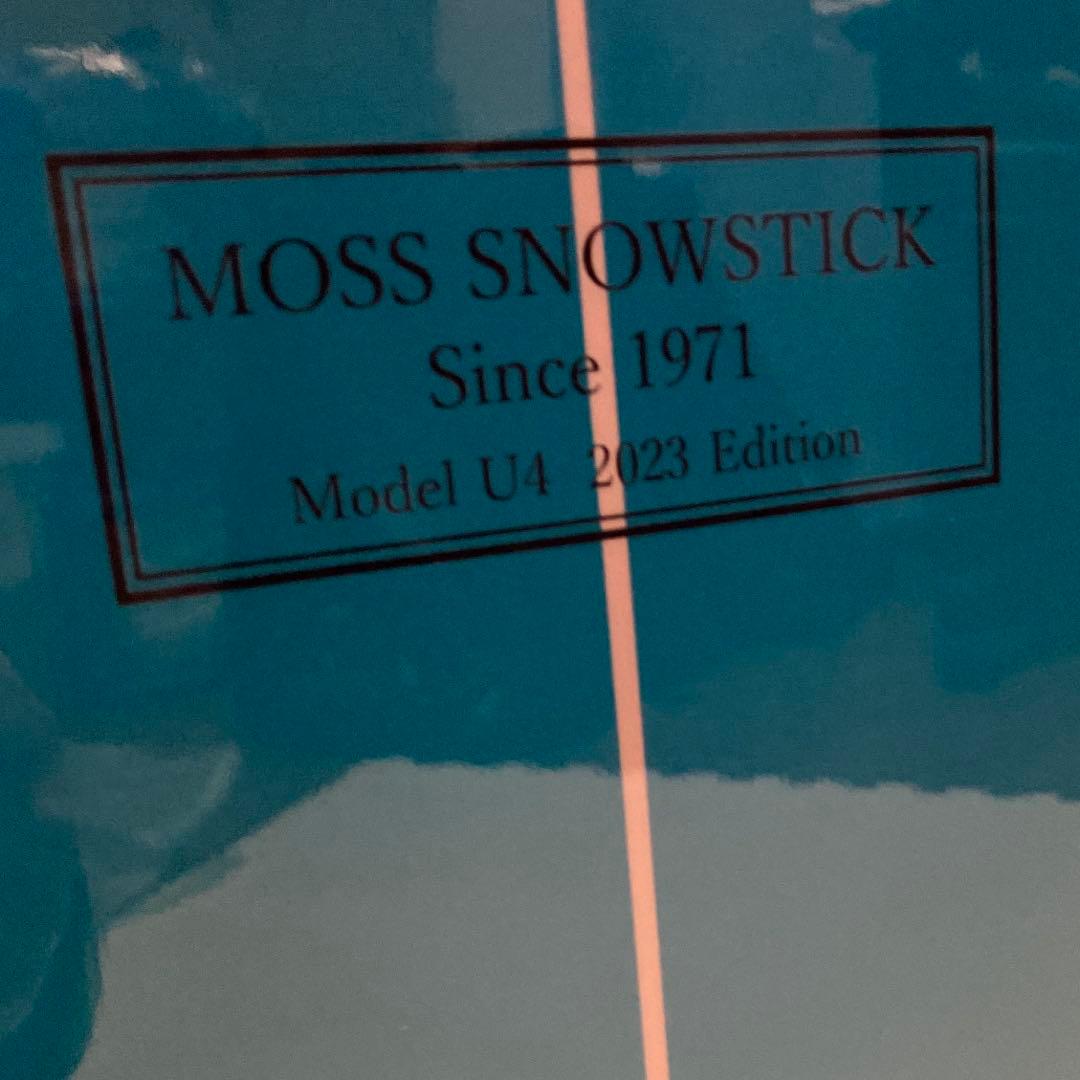 MOSS SNOWSTICK
Since 1971
Model U4 2023 Edition